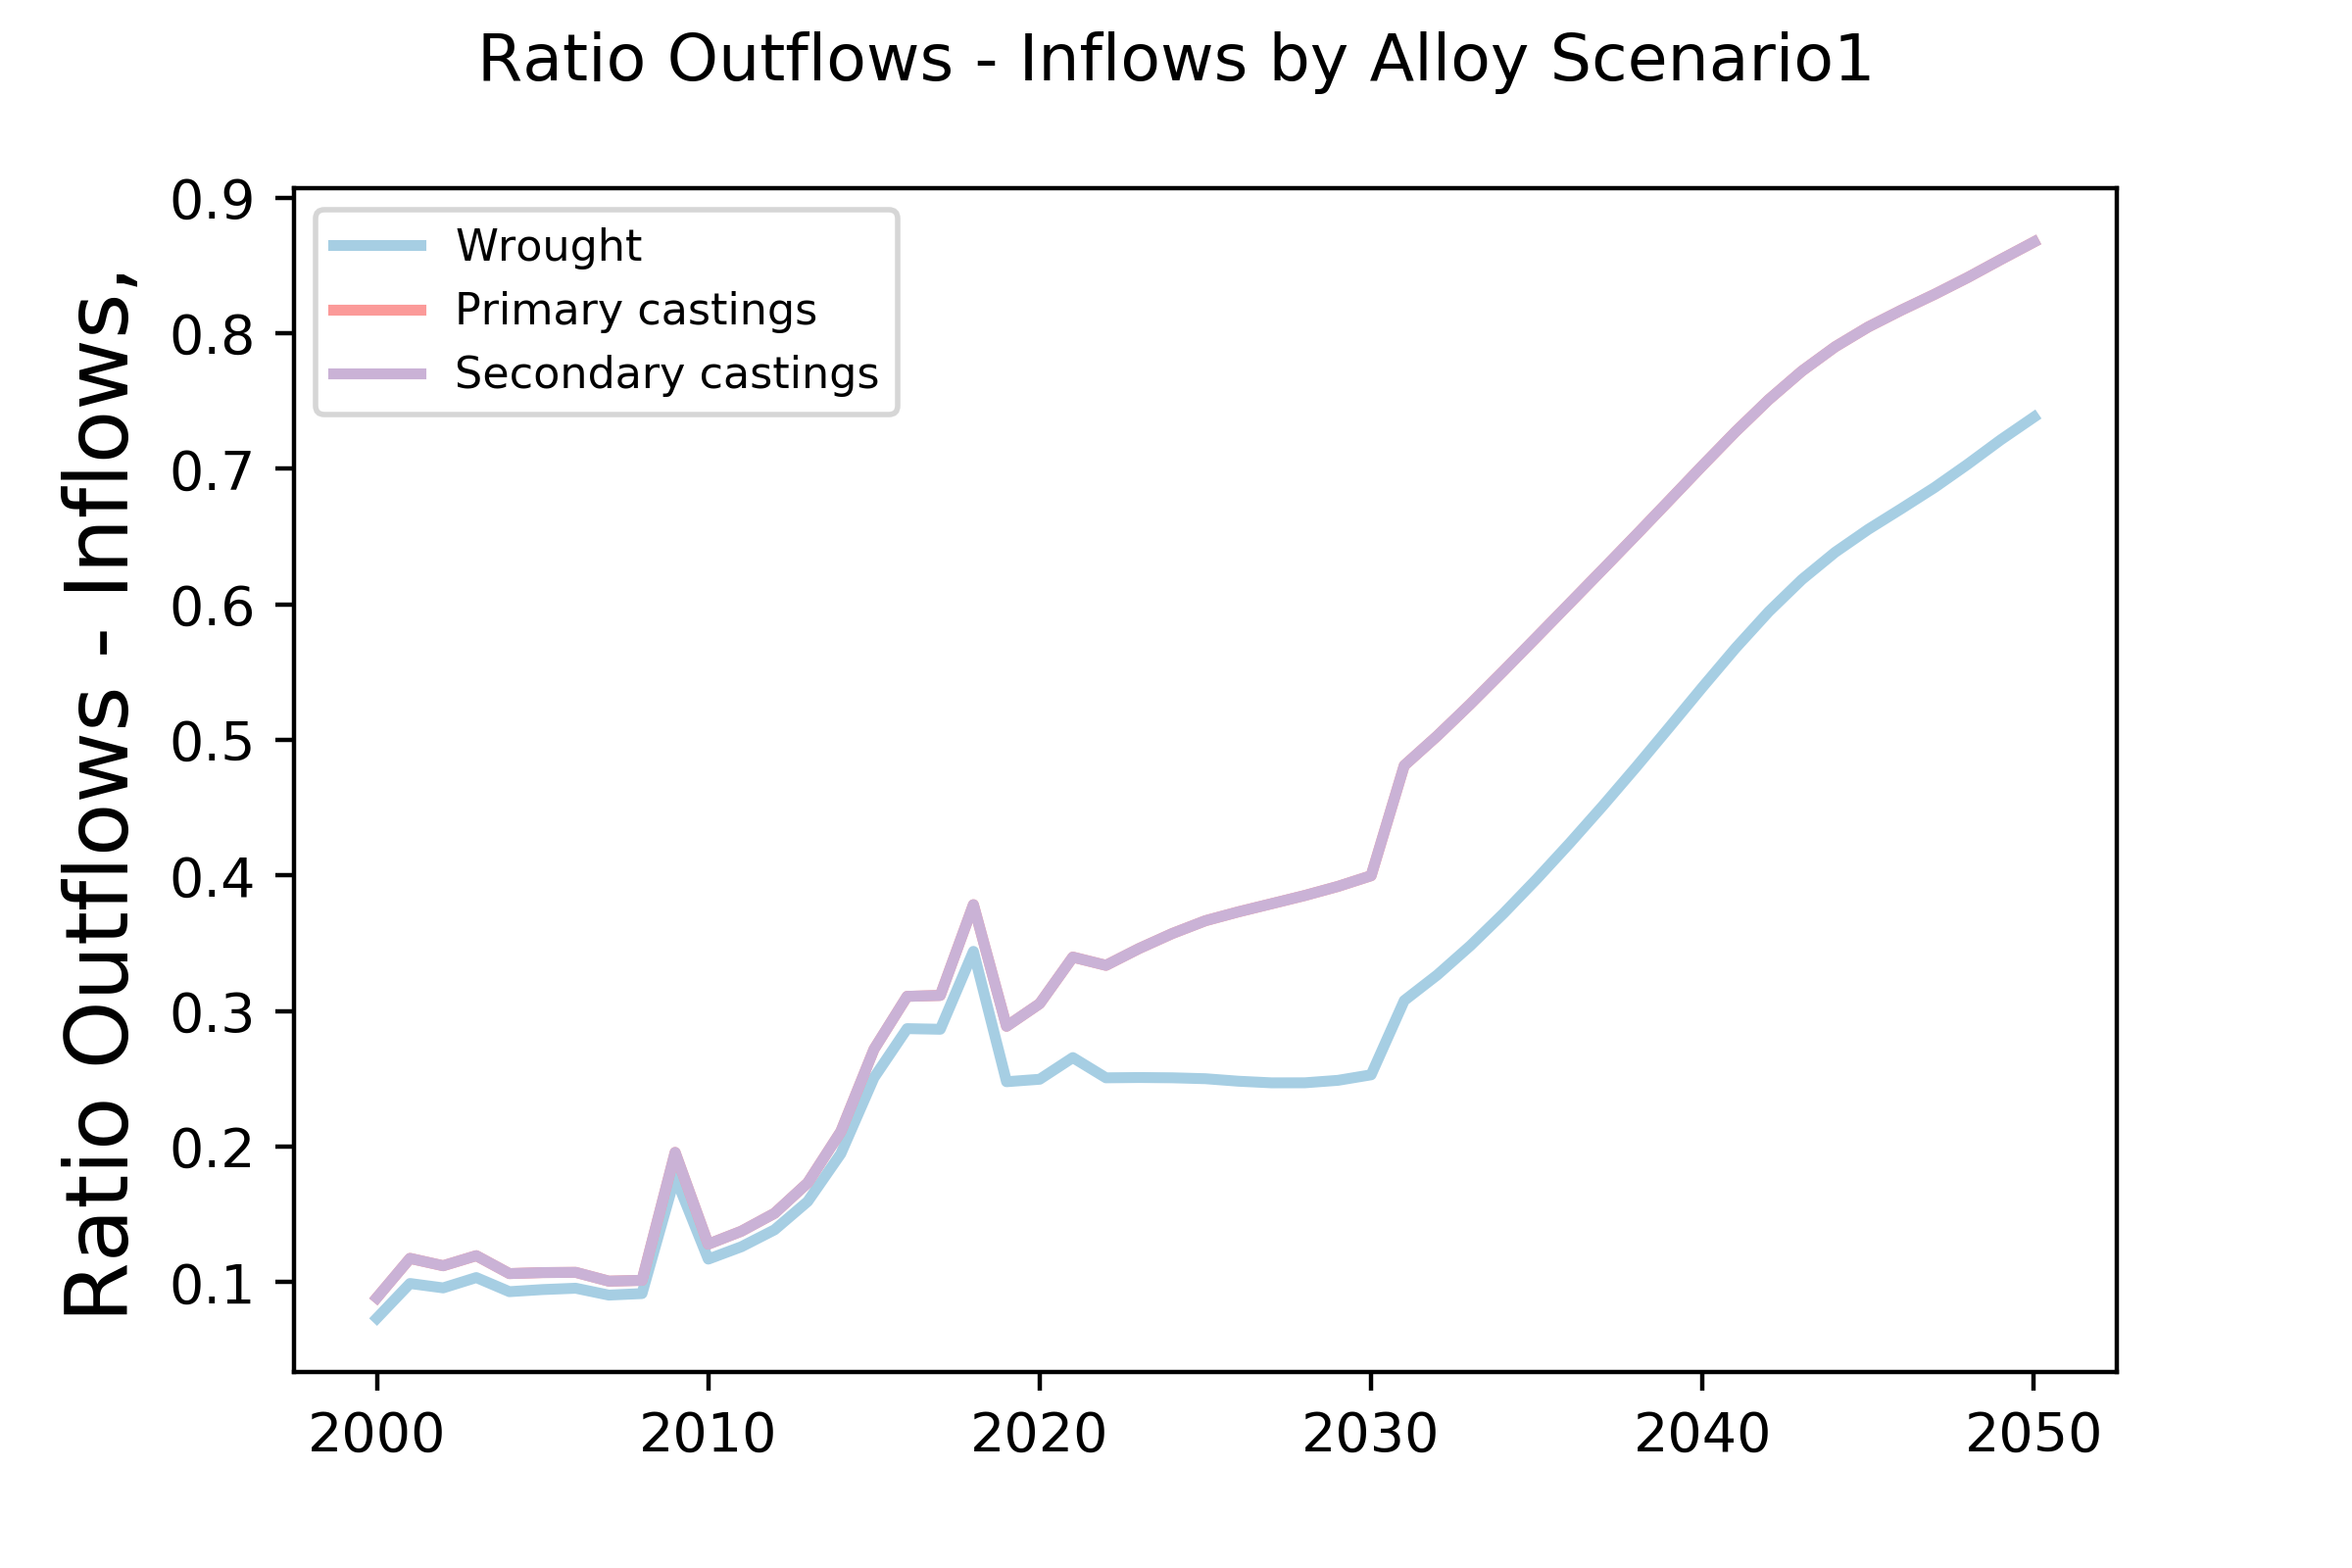 Ratio Outflows - Inflows by Alloy Scenario1
Ratio Outflows - Inflows,
0.9
0.8
0.7
0.6
0.5
0.4
0.3
0.2
0.1
Wrought
Primary castings
Secondary castings
2000 2010 2020 2030 2040 2050